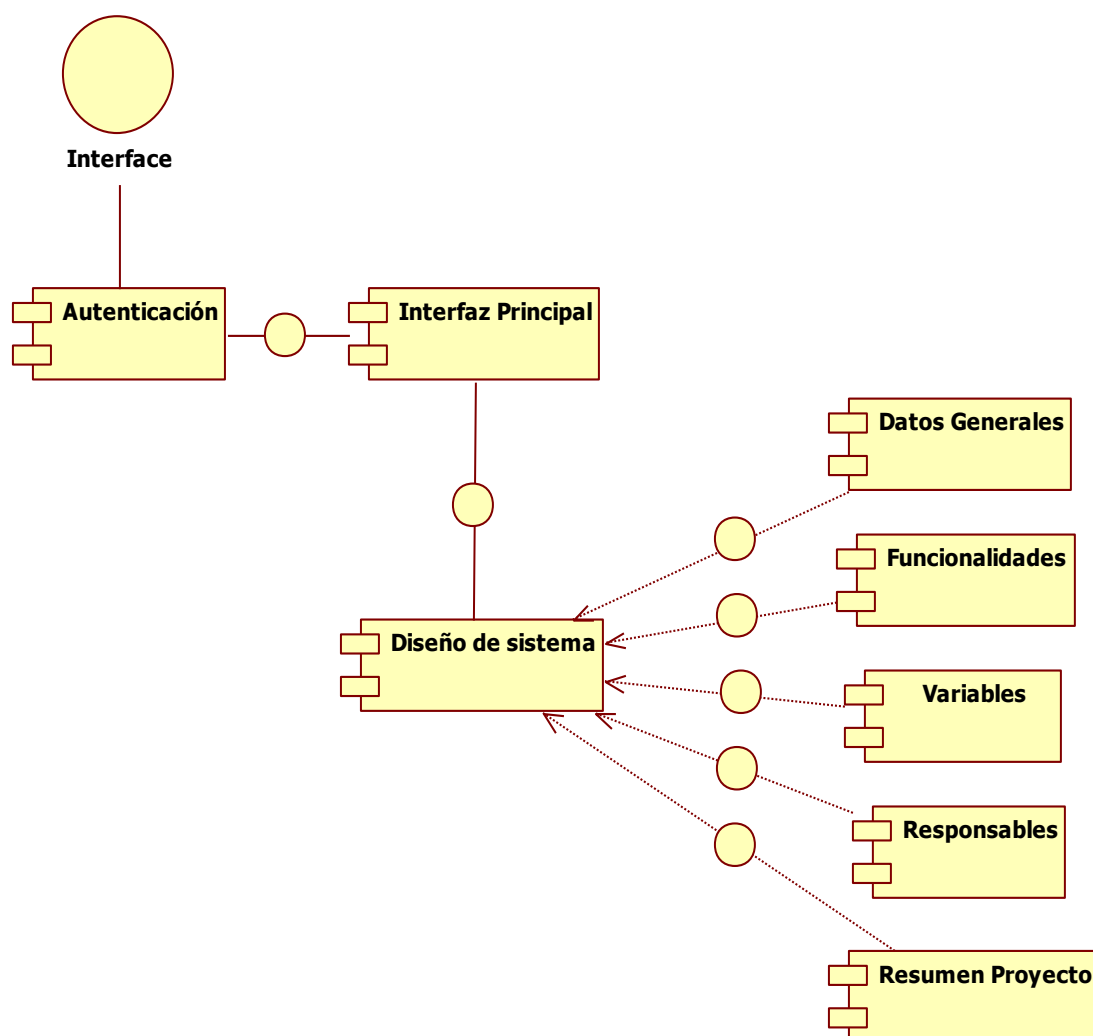 Interface
Autenticación
Interfaz Principal
Datos Generales
Funcionalidades
Diseño de sistema
Variables
Responsables
Resumen Proyecto